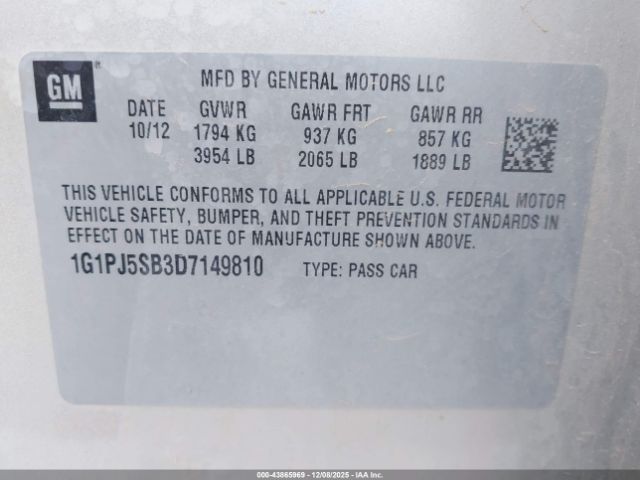 GM
MFD BY GENERAL MOTORS LLC
DATE GVWR GAWR FRT GAWR RR
10/12 1794 KG 937 KG 857 KG
3954 LB 2065 LB 1889 LB
THIS VEHICLE CONFORMS TO ALL APPLICABLE U.S. FEDERAL MOTOR
VEHICLE SAFETY, BUMPER, AND THEFT PREVENTION STANDARDS IN
EFFECT ON THE DATE OF MANUFACTURE SHOWN ABOVE.
1G1PJ5SB3D7149810 TYPE: PASS CAR
000-43865969 - 12/08/2025 - IAPJ